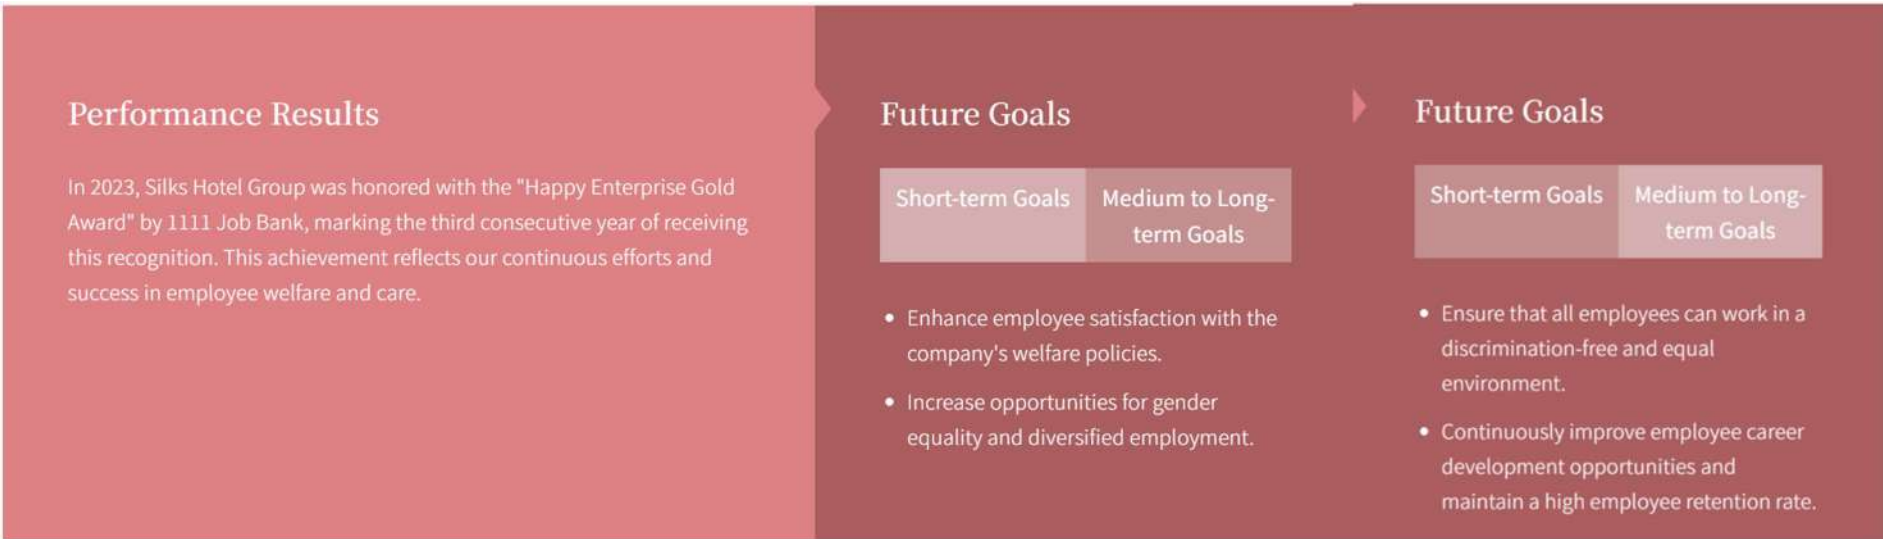 Performance Results
In 2023, Silks Hotel Group was honored with the "Happy Enterprise Gold
Award" by 1111 Job Bank, marking the third consecutive year of receiving
this recognition. This achievement reflects our continuous efforts and
success in employee welfare and care.
Future Goals
Short-term Goals
Medium to Long-
term Goals
• Enhance employee satisfaction with the
company's welfare policies.
• Increase opportunities for gender
equality and diversified employment.
Future Goals
Short-term Goals
Medium to Long-
term Goals
• Ensure that all employees can work in a
discrimination-free and equal
environment.
• Continuously improve employee career
development opportunities and
maintain a high employee retention rate.